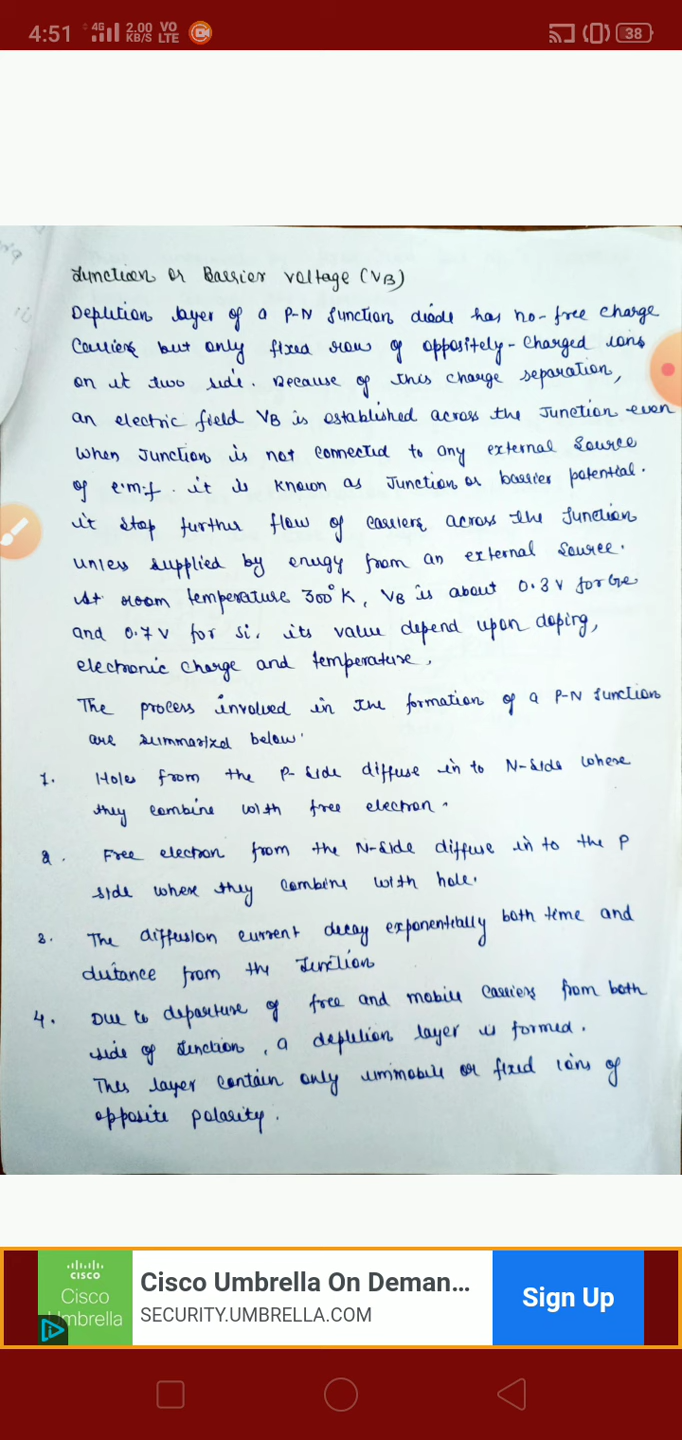 4:51 4G 2.00 KB/S VO LTE 38
Junction or Barrier voltage (VB)
Depletion layer of a P-N Junction diode has no-free charge
Carriers but only fixed row of oppositely-charged ions
on it two side. Because of this charge separation,
an electric field VB is established across the Junction even
when Junction is not connected to any external source
of e.m.f. it is known as Junction or barrier potential.
it stop further flow of carriers across the Junction
unless supplied by enugy from an external source.
At room temperature 300°K, VB is about 0.3 v for Ge
and 0.7 v for si. its value depend upon doping,
electronic charge and temperature.
The process involved in the formation of a P-N Junction
are summarized below.
1. Holes from the P-side diffuse in to N-side where
they combine with free electron.
2. Free election from the N-side diffuse in to the P
side where they combine with hole.
3. The diffusion current decay exponentially both time and
distance from the Junction
4. Due to departure of free and mobile carriers from both
side of Junction, a depletion layer is formed.
This layer contain only immobile or fixed ions of
opposite polarity.
CISCO
Cisco Umbrella
Cisco Umbrella On Deman...
SECURITY.UMBRELLA.COM
Sign Up